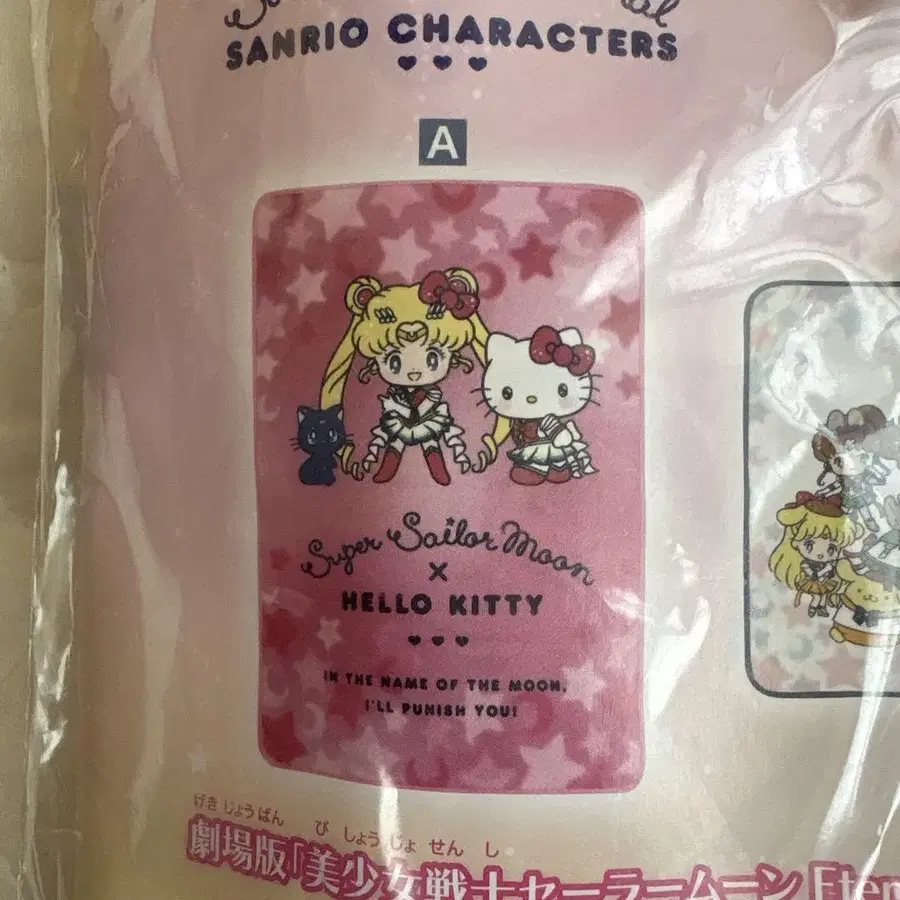 SANRIO CHARACTERS
A
Super Sailor Moon
×
HELLO KITTY
IN THE NAME OF THE MOON,
I'LL PUNISH YOU!
げきじょうばん びしょうじょせんし
劇場版「美少女戦士セーラームーン